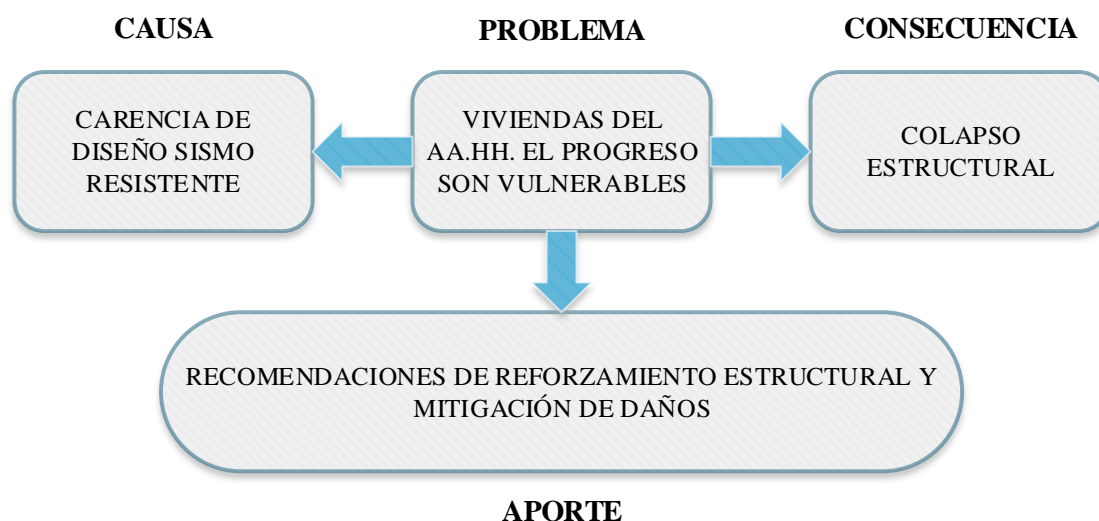 CAUSA
PROBLEMA
CONSECUENCIA
CARENCIA DE
DISEÑO SISMO
RESISTENTE
VIVIENDAS DEL
AA.HH. EL PROGRESO
SON VULNERABLES
COLAPSO
ESTRUCTURAL
RECOMENDACIONES DE REFORZAMIENTO ESTRUCTURAL Y
MITIGACIÓN DE DAÑOS
APORTE